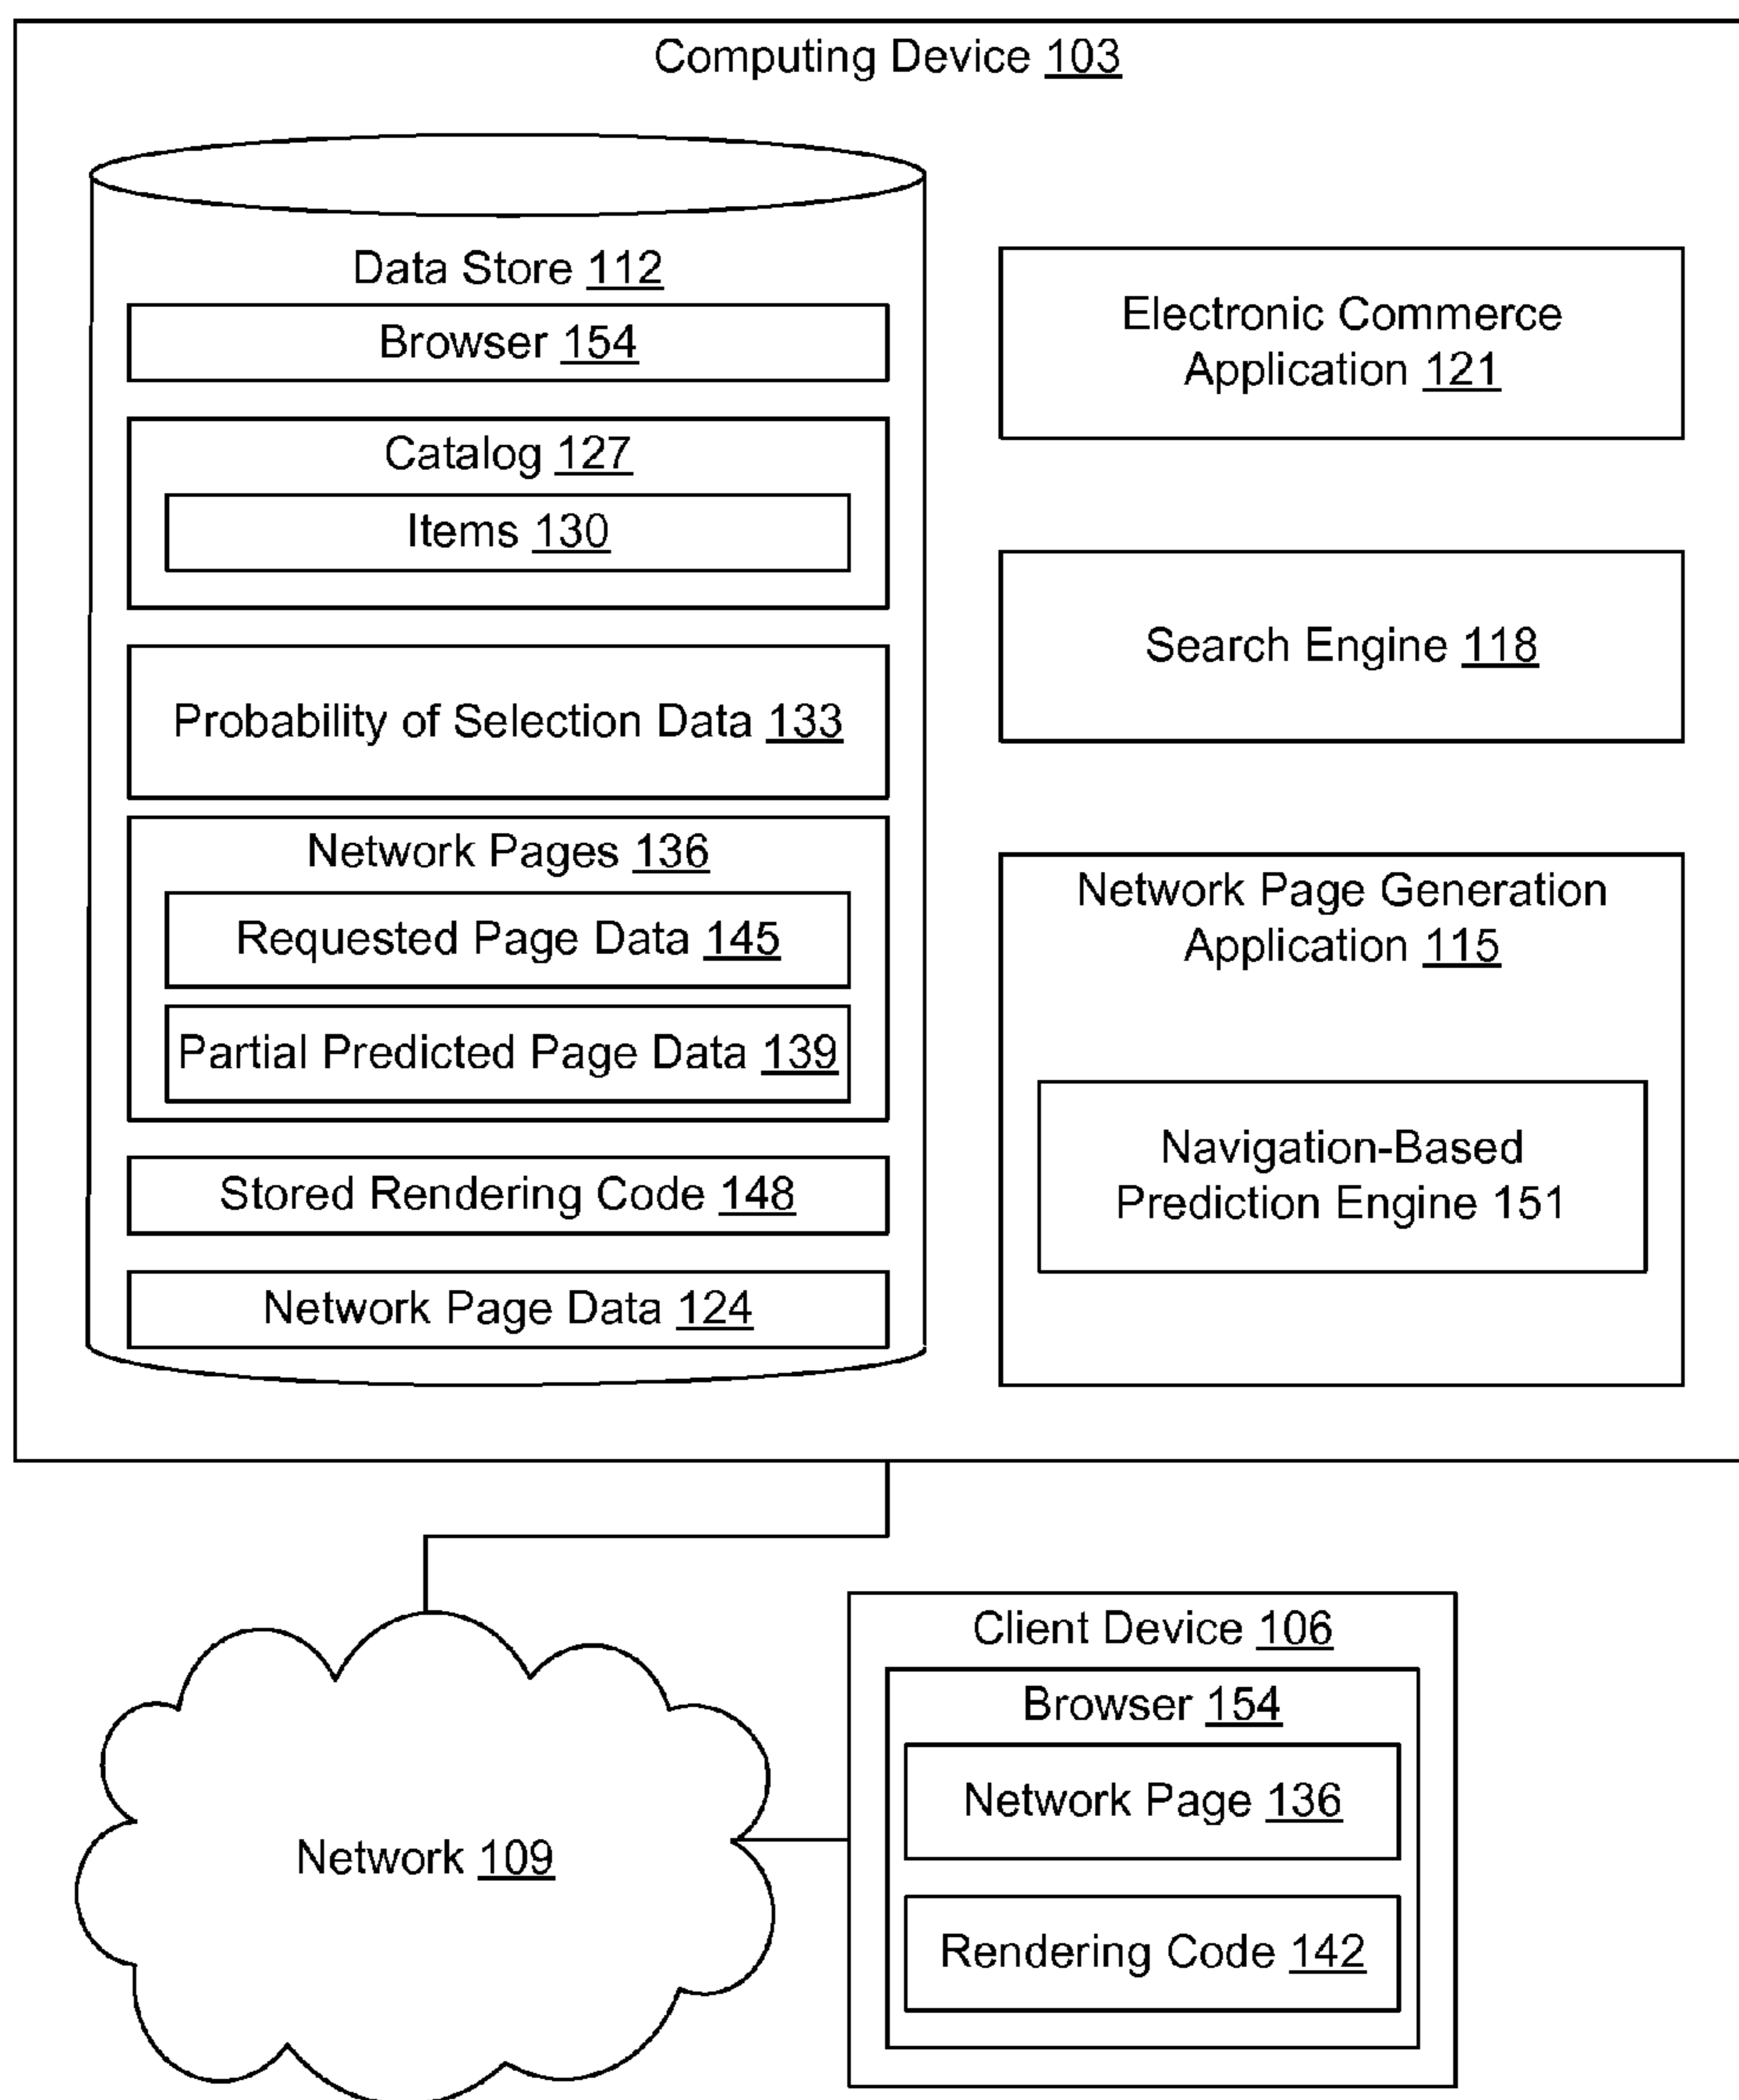 Computing Device 103
Data Store 112
Browser 154
Catalog 127
Items 130
Probability of Selection Data 133
Network Pages 136
Requested Page Data 145
Partial Predicted Page Data 139
Stored Rendering Code 148
Network Page Data 124
Electronic Commerce
Application 121
Search Engine 118
Network Page Generation
Application 115
Navigation-Based
Prediction Engine 151
Network 109
Client Device 106
Browser 154
Network Page 136
Rendering Code 142